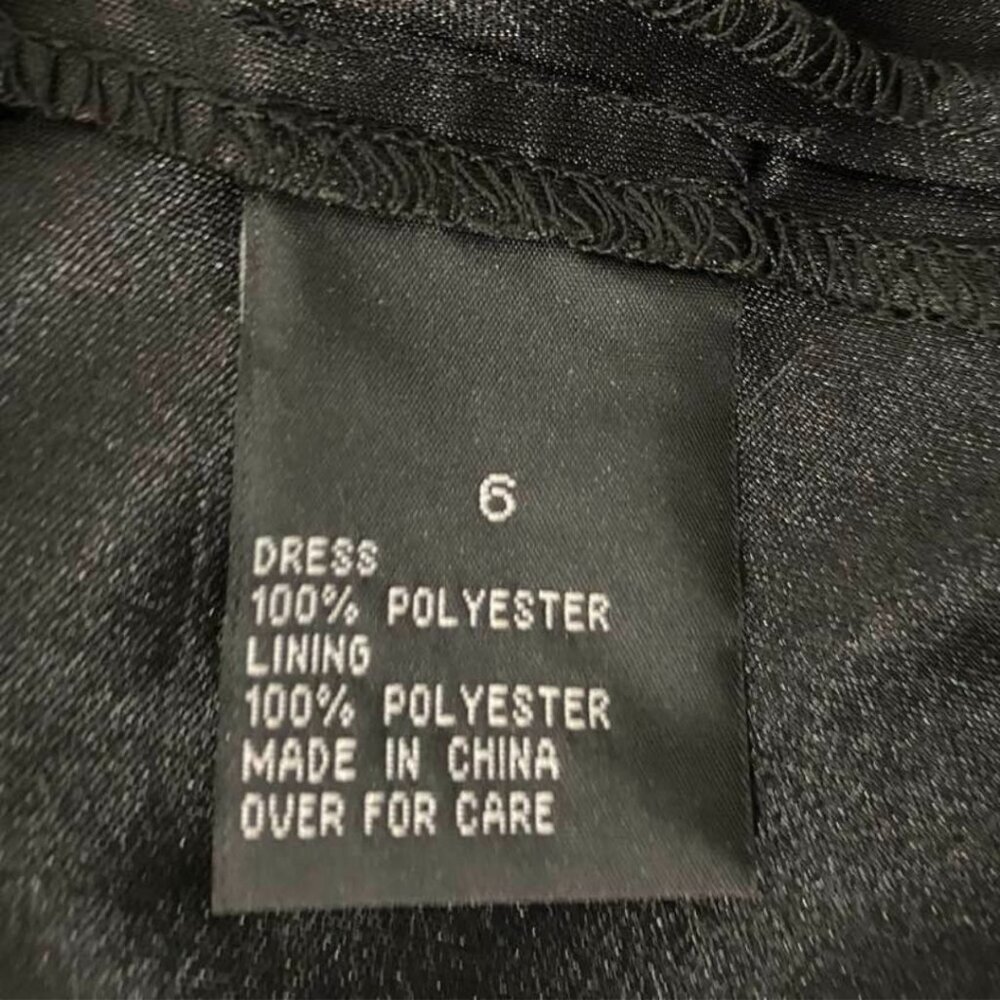 6
DRESS
100% POLYESTER
LINING
100% POLYESTER
MADE IN CHINA
OVER FOR CARE